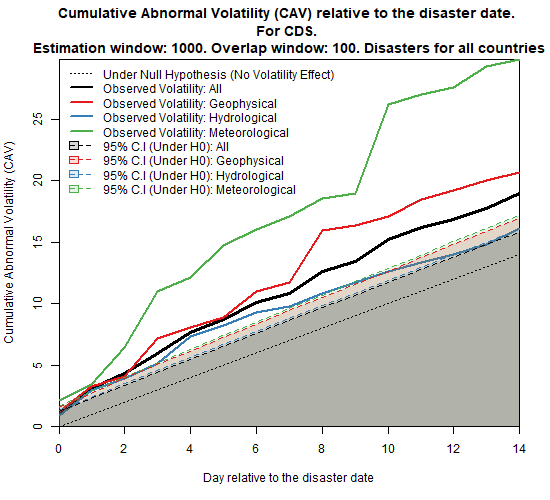 Cumulative Abnormal Volatility (CAV) relative to the disaster date.
For CDS.
Estimation window: 1000. Overlap window: 100. Disasters for all countries
Under Null Hypothesis (No Volatility Effect)
Observed Volatility: All
Observed Volatility: Geophysical
Observed Volatility: Hydrological
Observed Volatility: Meteorological
95% C.I (Under H0): All
95% C.I (Under H0): Geophysical
95% C.I (Under H0): Hydrological
95% C.I (Under H0): Meteorological
Cumulative Abnormal Volatility (CAV)
25
20
15
10
5
0
0 2 4 6 8 10 12 14
Day relative to the disaster date